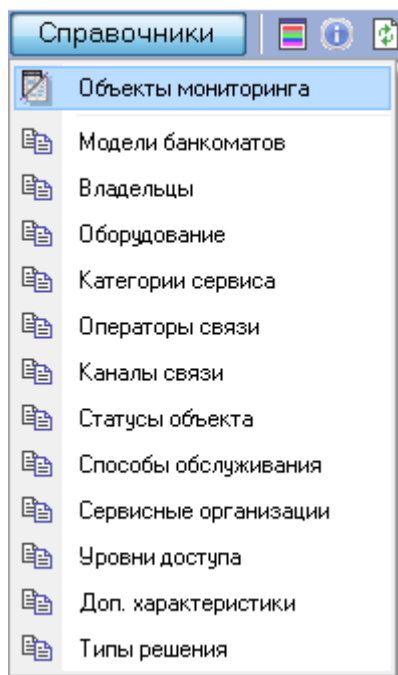 Справочники
Объекты мониторинга
Модели банкоматов
Владельцы
Оборудование
Категории сервиса
Операторы связи
Каналы связи
Статусы объекта
Способы обслуживания
Сервисные организации
Уровни доступа
Доп. характеристики
Типы решения